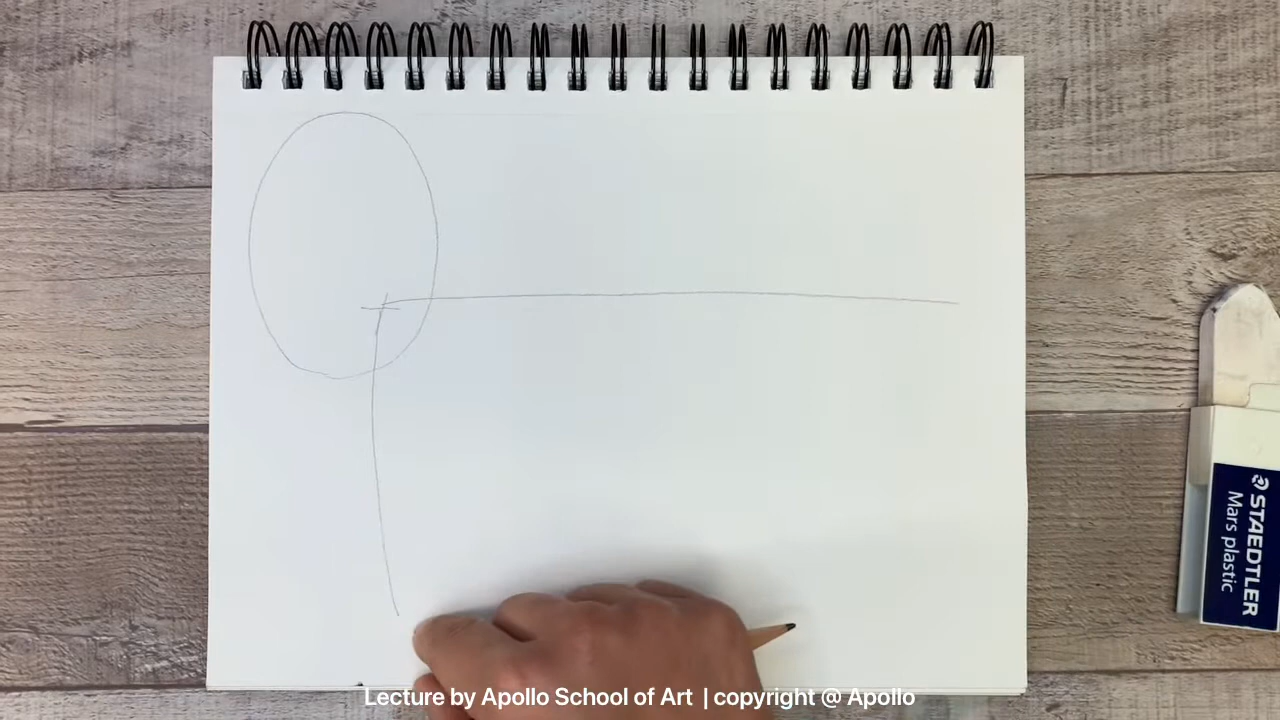 STAEDTLER
Mars plastic
Lecture by Apollo School of Art | copyright @ Apollo